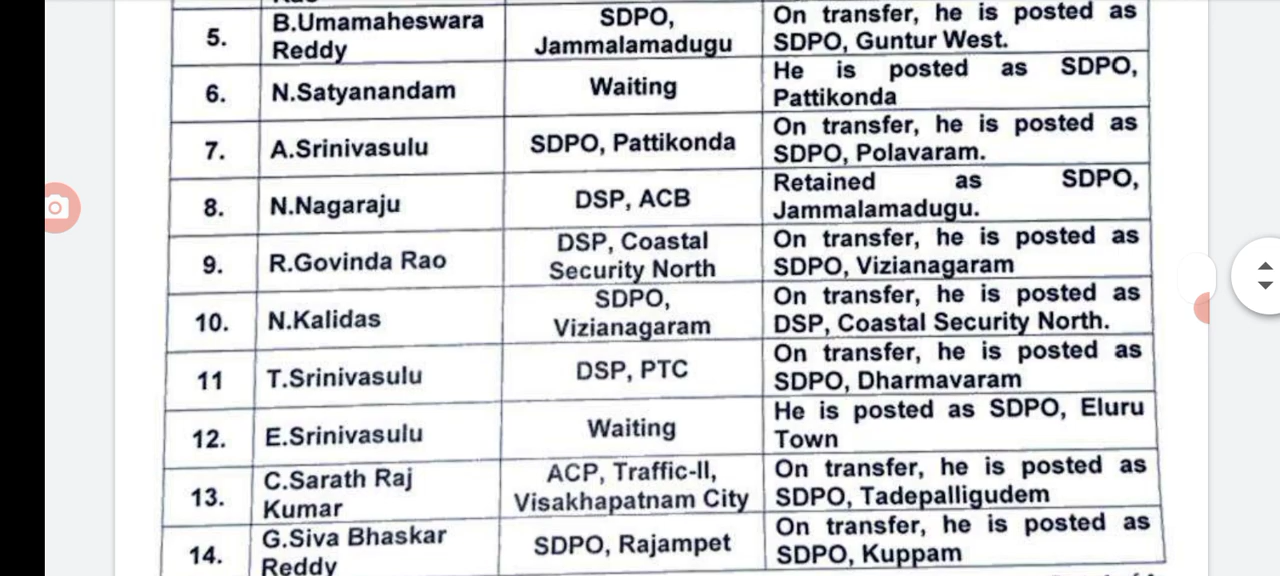 5.
B.Umamaheswara
Reddy
SDPO,
Jammalamadugu
On transfer, he is posted as
SDPO, Guntur West.
6.
N.Satyanandam
Waiting
He is posted as SDPO,
Pattikonda
7.
A.Srinivasulu
SDPO, Pattikonda
On transfer, he is posted as
SDPO, Polavaram.
8.
N.Nagaraju
DSP, ACB
Retained as SDPO,
Jammalamadugu.
9.
R.Govinda Rao
DSP, Coastal
Security North
On transfer, he is posted as
SDPO, Vizianagaram
10.
N.Kalidas
SDPO,
Vizianagaram
On transfer, he is posted as
DSP, Coastal Security North.
11
T.Srinivasulu
DSP, PTC
On transfer, he is posted as
SDPO, Dharmavaram
12.
E.Srinivasulu
Waiting
He is posted as SDPO, Eluru
Town
13.
C.Sarath Raj
Kumar
ACP, Traffic-II,
Visakhapatnam City
On transfer, he is posted as
SDPO, Tadepalligudem
14.
G.Siva Bhaskar
Reddy
SDPO, Rajampet
On transfer, he is posted as
SDPO, Kuppam